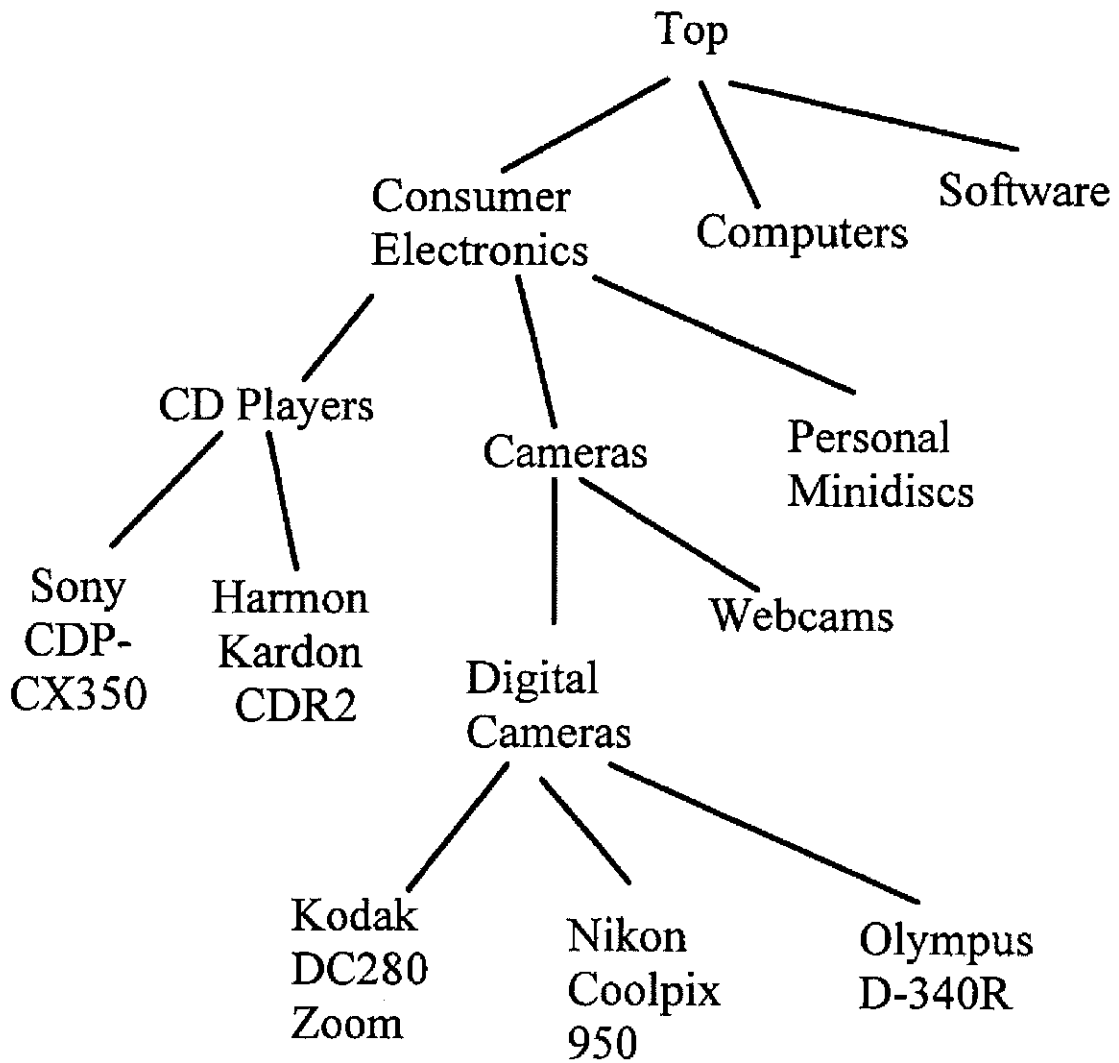 Top
Consumer
Electronics
Computers
Software
CD Players
Cameras
Personal
Minidiscs
Sony
CDP-
CX350
Harmon
Kardon
CDR2
Webcams
Digital
Cameras
Kodak
DC280
Zoom
Nikon
Coolpix
950
Olympus
D-340R